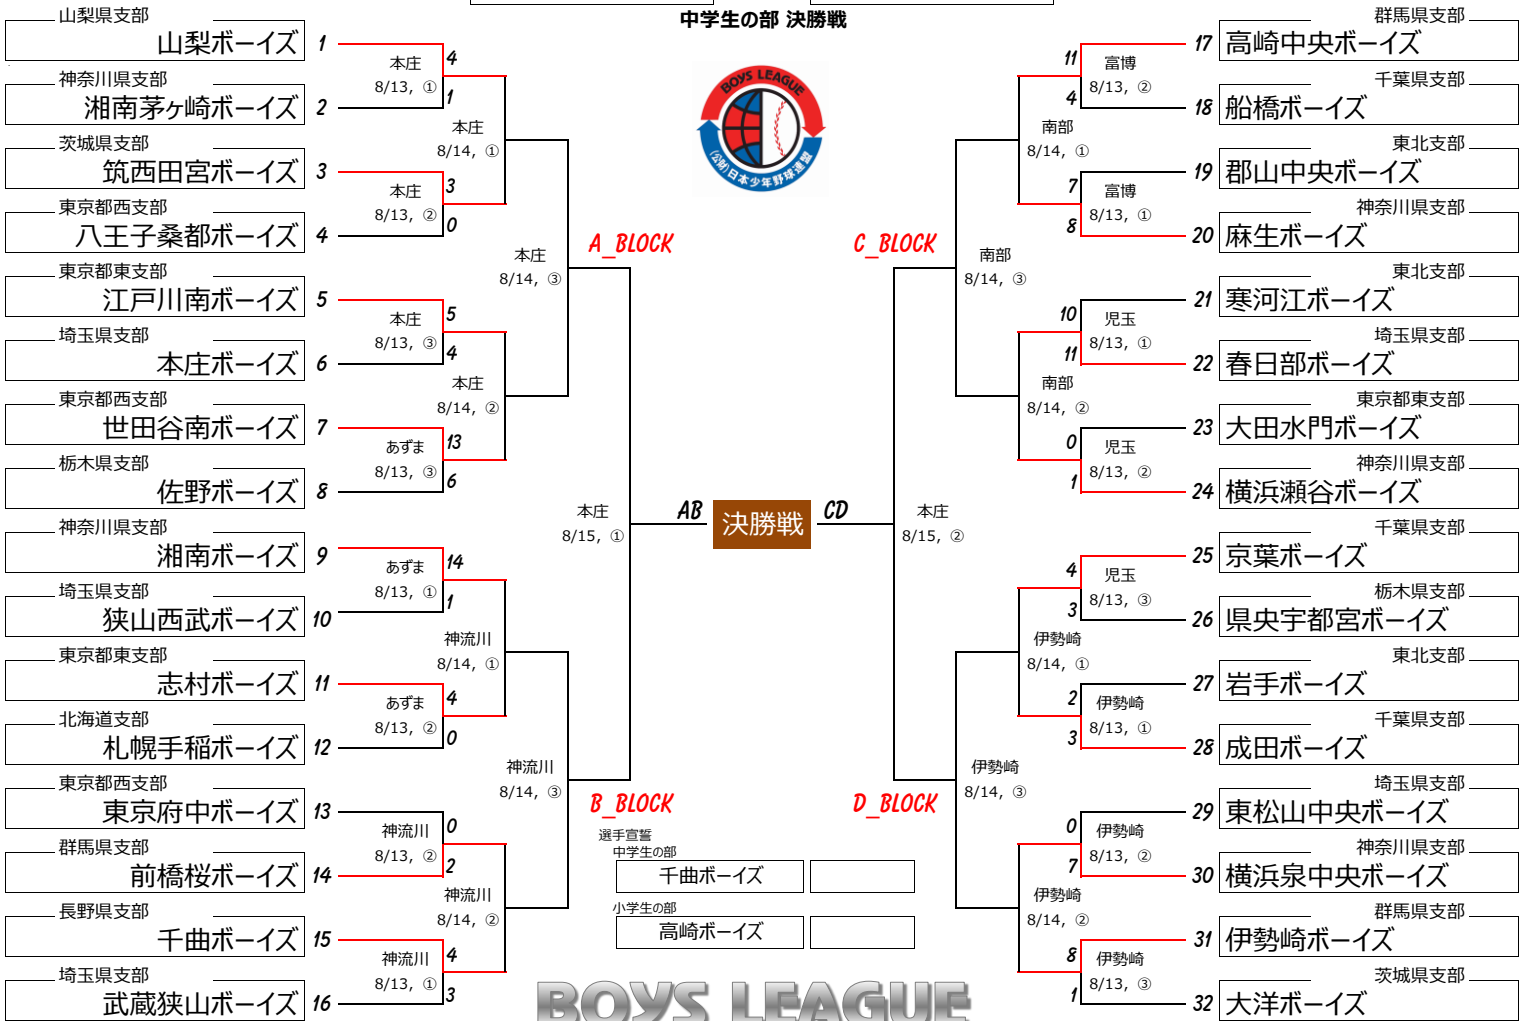 中学生の部 決勝戦
BOYS LEAGUE
(公財)日本少年野球連盟
山梨県支部
山梨ボーイズ 1
神奈川県支部
湘南茅ヶ崎ボーイズ 2
本庄
8/13, ①
4
1
茨城県支部
筑西田宮ボーイズ 3
東京都西支部
八王子桑都ボーイズ 4
本庄
8/13, ②
3
0
本庄
8/14, ①
東京都東支部
江戸川南ボーイズ 5
埼玉県支部
本庄ボーイズ 6
本庄
8/13, ③
5
4
東京都西支部
世田谷南ボーイズ 7
栃木県支部
佐野ボーイズ 8
あずま
8/13, ③
13
6
本庄
8/14, ②
本庄
8/14, ③
A_BLOCK
神奈川県支部
湘南ボーイズ 9
埼玉県支部
狭山西武ボーイズ 10
あずま
8/13, ①
14
1
東京都東支部
志村ボーイズ 11
北海道支部
札幌手稲ボーイズ 12
あずま
8/13, ②
4
0
神流川
8/14, ①
東京都西支部
東京府中ボーイズ 13
群馬県支部
前橋桜ボーイズ 14
神流川
8/13, ②
0
2
長野県支部
千曲ボーイズ 15
埼玉県支部
武蔵狭山ボーイズ 16
神流川
8/13, ①
4
3
神流川
8/14, ②
神流川
8/14, ③
B_BLOCK
本庄
8/15, ①
AB 決勝戦 CD
本庄
8/15, ②
群馬県支部
17 高崎中央ボーイズ
千葉県支部
18 船橋ボーイズ
富博
8/13, ②
11
4
東北支部
19 郡山中央ボーイズ
神奈川県支部
20 麻生ボーイズ
富博
8/13, ①
7
8
南部
8/14, ①
東北支部
21 寒河江ボーイズ
埼玉県支部
22 春日部ボーイズ
児玉
8/13, ①
10
11
東京都東支部
23 大田水門ボーイズ
神奈川県支部
24 横浜瀬谷ボーイズ
児玉
8/13, ②
0
1
南部
8/14, ②
南部
8/14, ③
C_BLOCK
千葉県支部
25 京葉ボーイズ
栃木県支部
26 県央宇都宮ボーイズ
児玉
8/13, ③
4
3
東北支部
27 岩手ボーイズ
千葉県支部
28 成田ボーイズ
伊勢崎
8/13, ①
2
3
伊勢崎
8/14, ①
埼玉県支部
29 東松山中央ボーイズ
神奈川県支部
30 横浜泉中央ボーイズ
伊勢崎
8/13, ②
0
7
群馬県支部
31 伊勢崎ボーイズ
茨城県支部
32 大洋ボーイズ
伊勢崎
8/13, ③
8
1
伊勢崎
8/14, ②
伊勢崎
8/14, ③
D_BLOCK
選手宣誓
中学生の部
千曲ボーイズ
小学生の部
高崎ボーイズ
BOYS LEAGUE